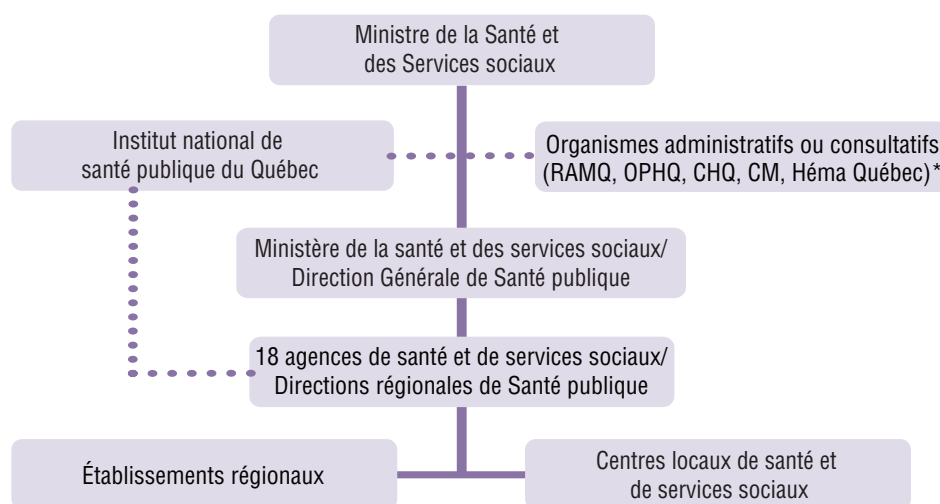 Ministre de la Santé et
des Services sociaux
Institut national de
santé publique du Québec
Organismes administratifs ou consultatifs
(RAMQ, OPHQ, CHQ, CM, Héma Québec)*
Ministère de la santé et des services sociaux/
Direction Générale de Santé publique
18 agences de santé et de services sociaux/
Directions régionales de Santé publique
Établissements régionaux
Centres locaux de santé et
de services sociaux